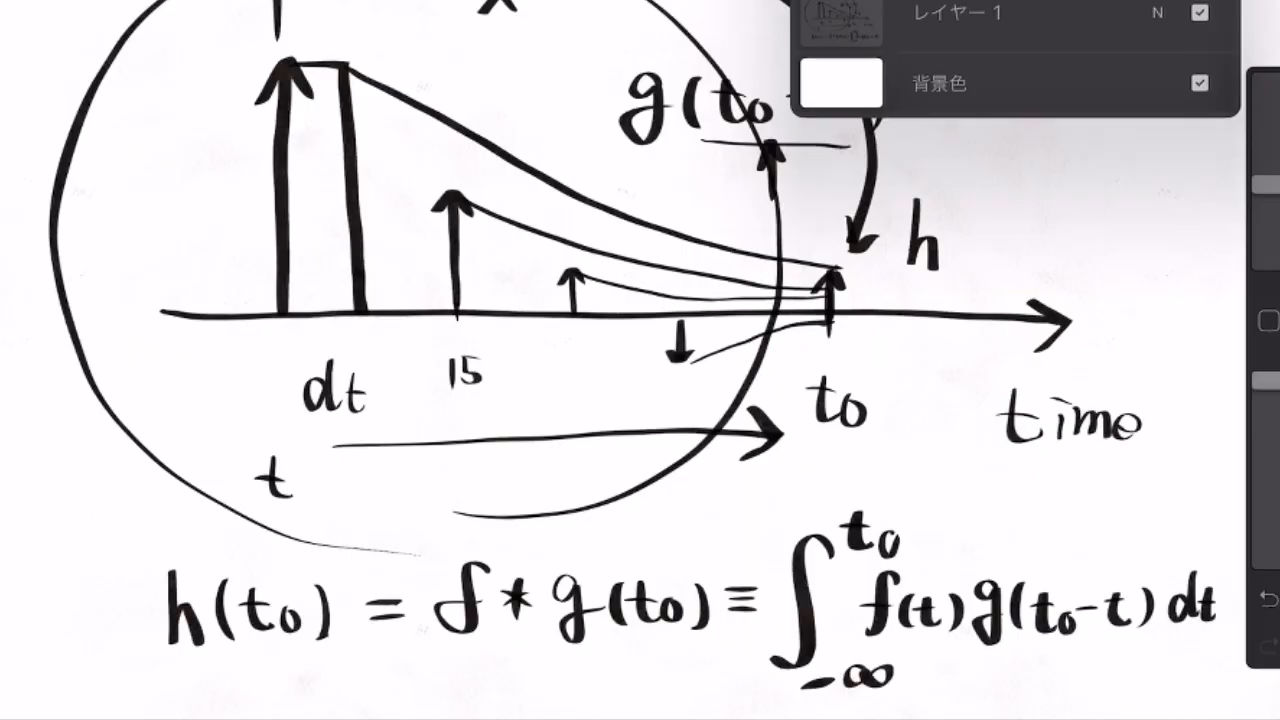 レイヤー 1 N
背景色
g(t₀
h
dt 15
t₀ time
t
h(t₀) = f * g(t₀) ≡ ∫_{-∞}^{t₀} f(t)g(t₀-t)dt